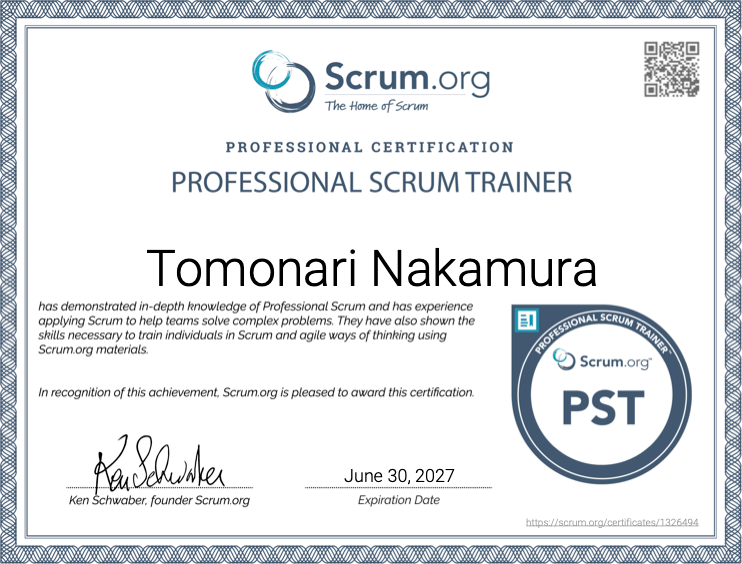 Scrum.org
The Home of Scrum
PROFESSIONAL CERTIFICATION
PROFESSIONAL SCRUM TRAINER
Tomonari Nakamura
has demonstrated in-depth knowledge of Professional Scrum and has experience
applying Scrum to help teams solve complex problems. They have also shown the
skills necessary to train individuals in Scrum and agile ways of thinking using
Scrum.org materials.
In recognition of this achievement, Scrum.org is pleased to award this certification.
PROFESSIONAL SCRUM TRAINER
Scrum.org™
PST
Ken Schwaber
June 30, 2027
Ken Schwaber, founder Scrum.org
Expiration Date
https://scrum.org/certificates/1326494